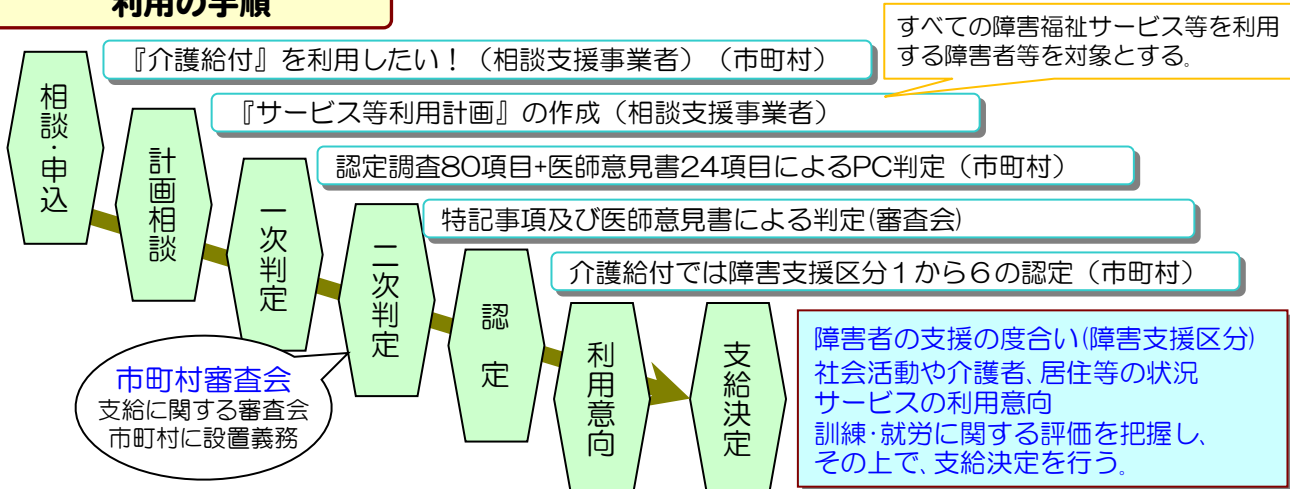 利用の手順
すべての障害福祉サービス等を利用
する障害者等を対象とする。
『介護給付』を利用したい！（相談支援事業者）（市町村）
相談・申込
『サービス等利用計画』の作成（相談支援事業者）
計画相談
認定調査80項目+医師意見書24項目によるPC判定（市町村）
一次判定
特記事項及び医師意見書による判定(審査会)
二次判定
介護給付では障害支援区分１から６の認定（市町村）
認定
利用意向
支給決定
市町村審査会
支給に関する審査会
市町村に設置義務
障害者の支援の度合い(障害支援区分)
社会活動や介護者、居住等の状況
サービスの利用意向
訓練・就労に関する評価を把握し、
その上で、支給決定を行う。